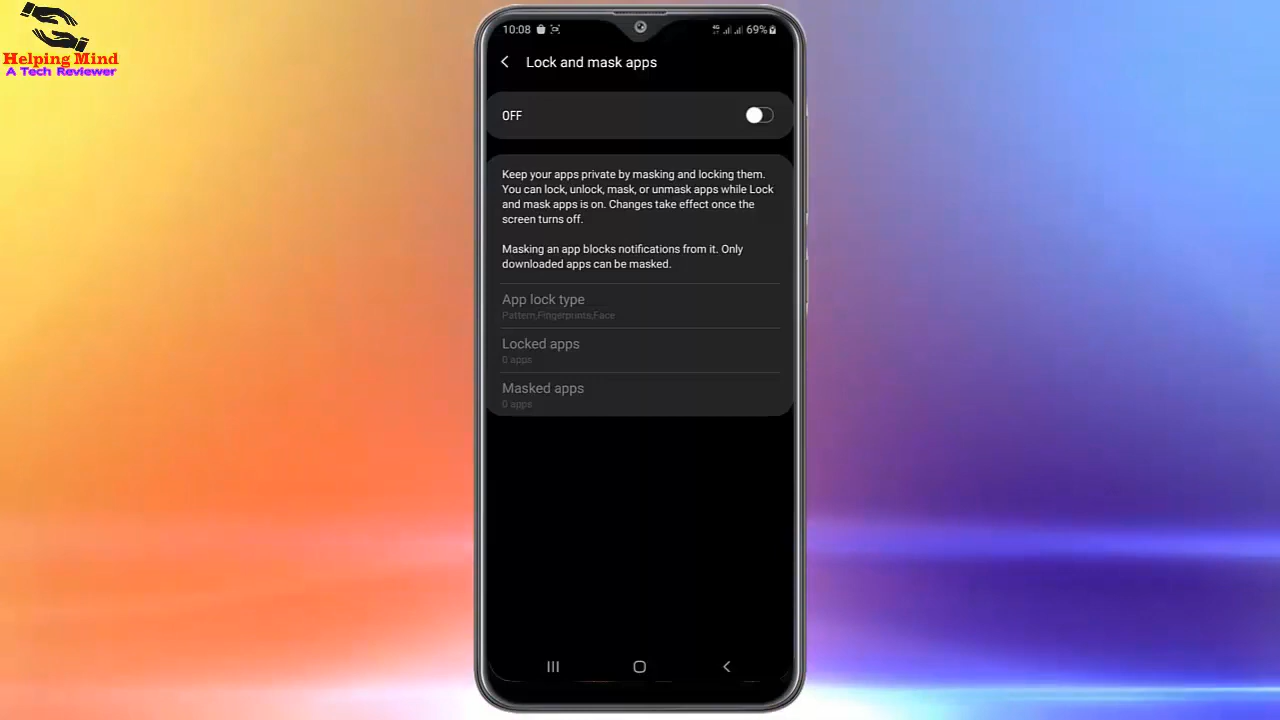 Helping Mind
A Tech Reviewer
10:08
4G
69%
Lock and mask apps
OFF
Keep your apps private by masking and locking them.
You can lock, unlock, mask, or unmask apps while Lock
and mask apps is on. Changes take effect once the
screen turns off.
Masking an app blocks notifications from it. Only
downloaded apps can be masked.
App lock type
Pattern,Fingerprints,Face
Locked apps
0 apps
Masked apps
0 apps